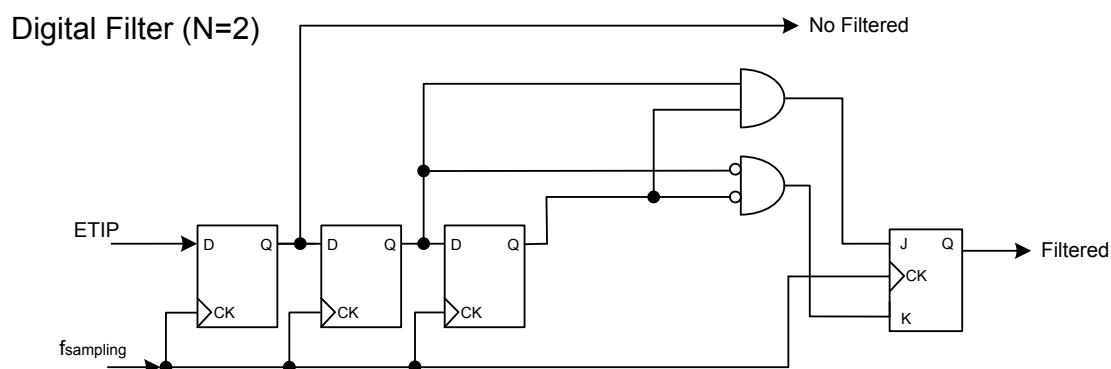 Digital Filter (N=2)
No Filtered
ETIP
D Q D Q D Q
J Q
Filtered
CK CK CK
CK
K
fsampling